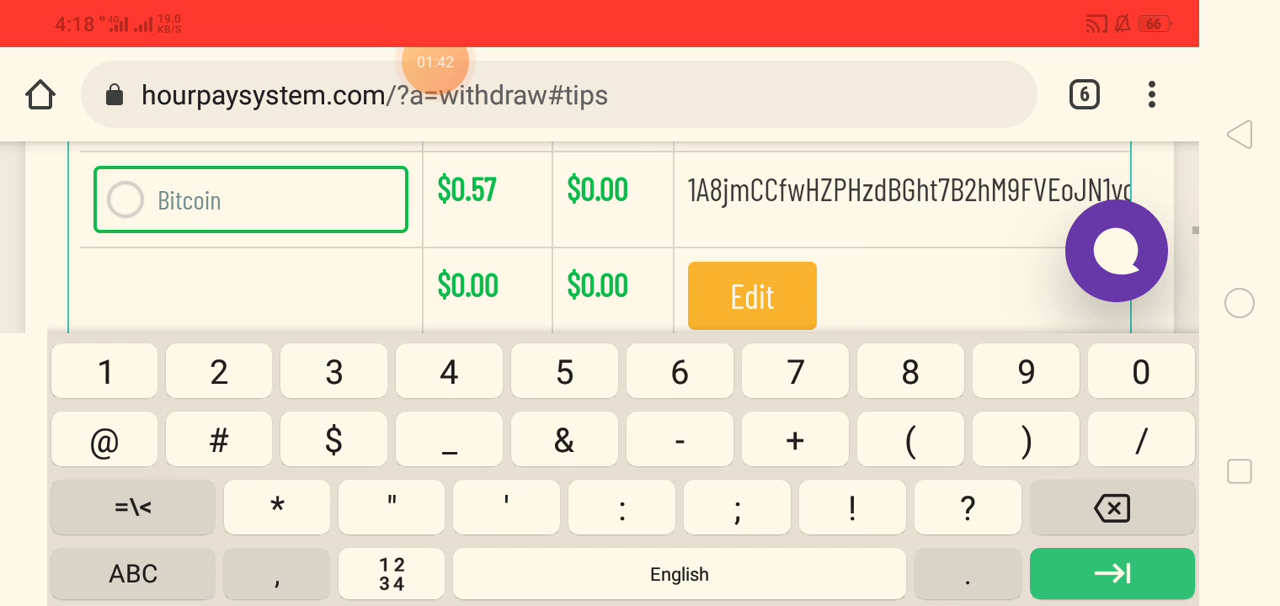 4:18 4G 19.0 KB/S 66
01:42
hourpaysystem.com/?a=withdraw#tips 6
Bitcoin $0.57 $0.00
$0.00 $0.00 Edit
1 2 3 4 5 6 7 8 9 0
@ # $ _ & - + ( ) /
=\< * " ' : ; ! ?
ABC , 1 2 3 4 English .